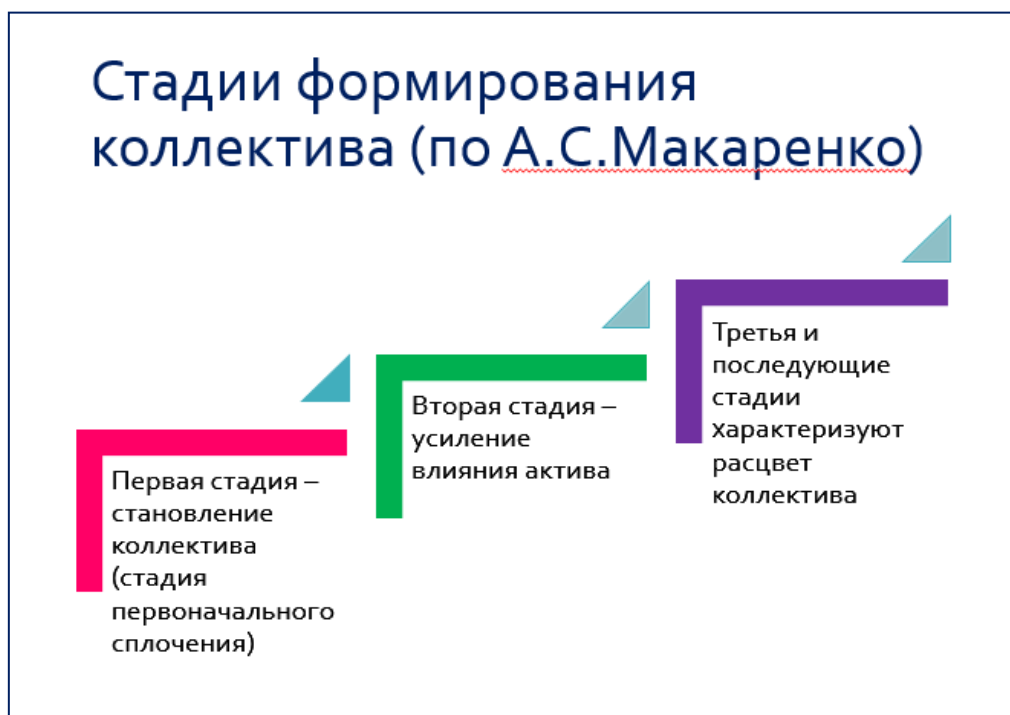 Стадии формирования
коллектива (по А.С.Макаренко)
Первая стадия –
становление
коллектива
(стадия
первоначального
сплочения)
Вторая стадия –
усиление
влияния актива
Третья и
последующие
стадии
характеризуют
расцвет
коллектива